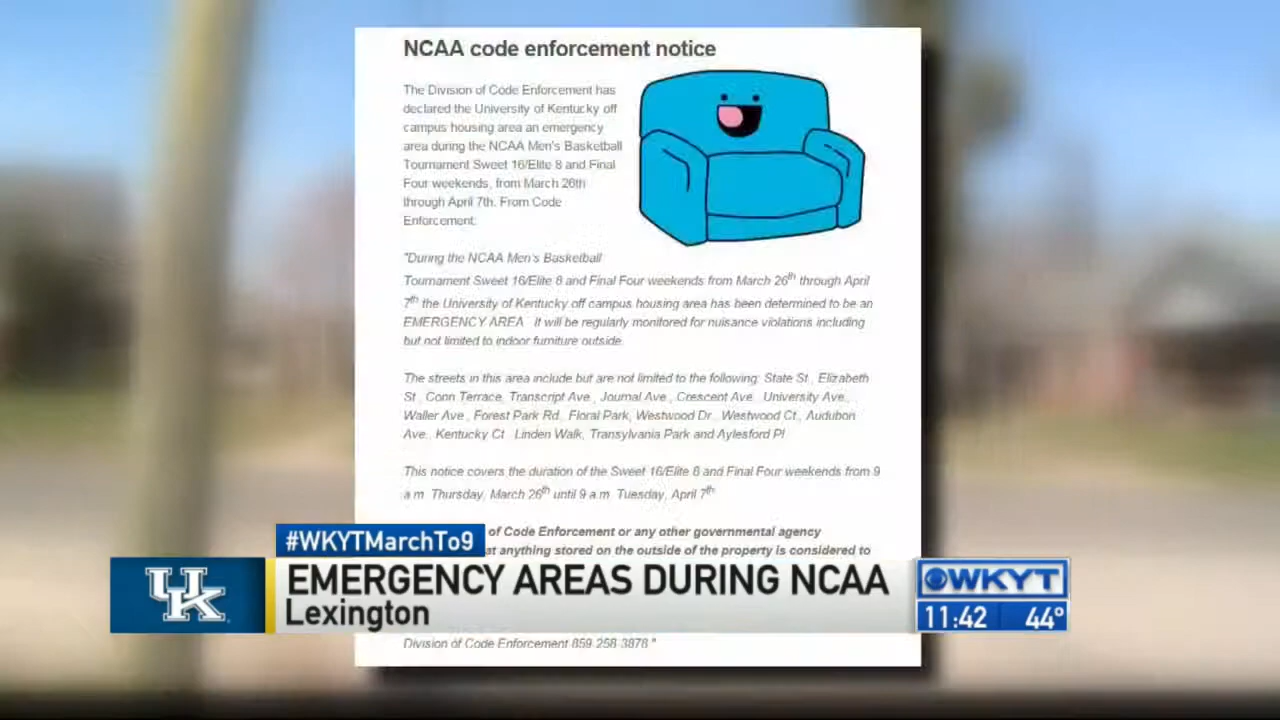 NCAA code enforcement notice
The Division of Code Enforcement has
declared the University of Kentucky off
campus housing area an emergency
area during the NCAA Men's Basketball
Tournament Sweet 16/Elite 8 and Final
Four weekends, from March 26th
through April 7th. From Code
Enforcement:
"During the NCAA Men's Basketball
Tournament Sweet 16/Elite 8 and Final Four weekends from March 26th through April
7th the University of Kentucky off campus housing area has been determined to be an
EMERGENCY AREA. It will be regularly monitored for nuisance violations including
but not limited to indoor furniture outside.
The streets in this area include but are not limited to the following: State St., Elizabeth
St., Conn Terrace, Transcript Ave., Journal Ave., Crescent Ave., University Ave.,
Waller Ave., Forest Park Rd., Floral Park, Westwood Dr., Westwood Ct., Audubon
Ave., Kentucky Ct., Linden Walk, Transylvania Park and Aylesford Pl.
This notice covers the duration of the Sweet 16/Elite 8 and Final Four weekends from 9
a.m. Thursday, March 26th until 9 a.m. Tuesday, April 7th.
of Code Enforcement or any other governmental agency
at anything stored on the outside of the property is considered to
#WKYTMarchTo9
UK
EMERGENCY AREAS DURING NCAA
Lexington
WKYT
11:42 44°
Division of Code Enforcement 859-258-3878."